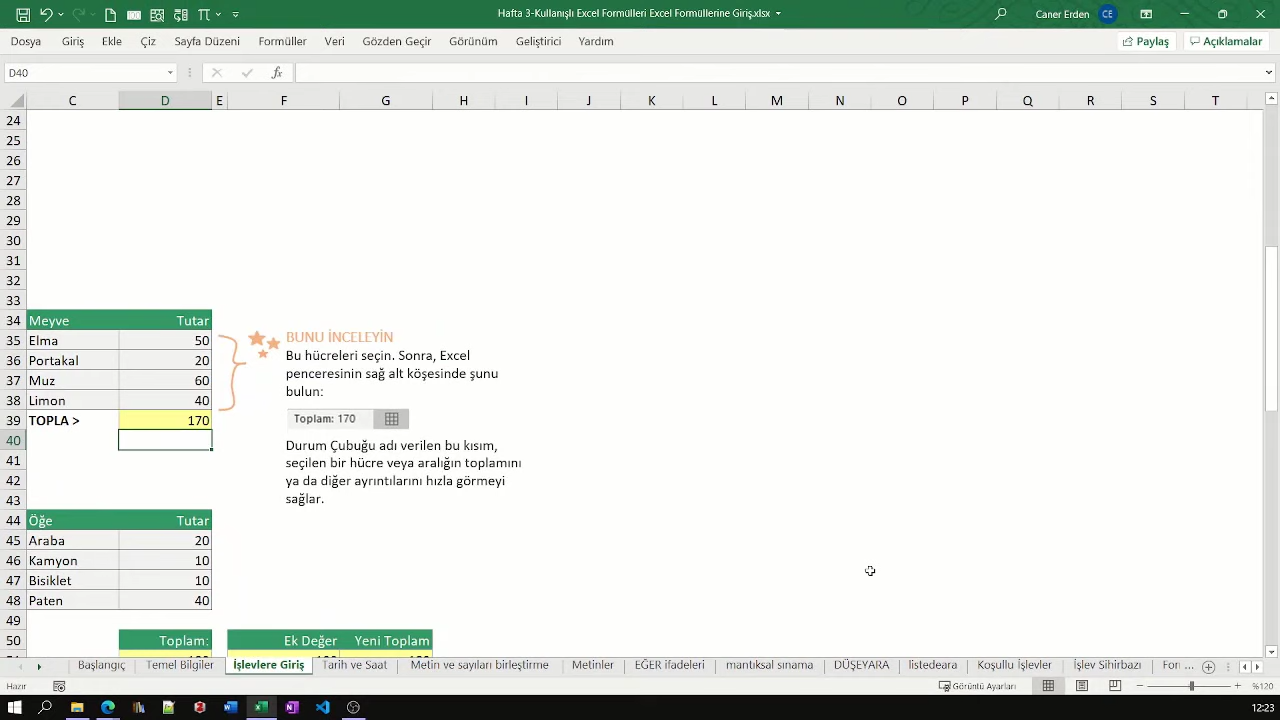 Hafta 3-Kullanışlı Excel Formülleri Excel Formüllerine Giriş.xlsx
Caner Erden CE
Dosya Giriş Ekle Çiz Sayfa Düzeni Formüller Veri Gözden Geçir Görünüm Geliştirici Yardım Paylaş Açıklamalar
D40 fx
C D E F G H I J K L M N O P Q R S T
24
25
26
27
28
29
30
31
32
33
34 Meyve Tutar
35 Elma 50
36 Portakal 20
37 Muz 60
38 Limon 40
39 TOPLA > 170
40
41
42
43
44 Öğe Tutar
45 Araba 20
46 Kamyon 10
47 Bisiklet 10
48 Paten 40
49
50 Toplam: Ek Değer Yeni Toplam
BUNU İNCELEYİN
Bu hücreleri seçin. Sonra, Excel
penceresinin sağ alt köşesinde şunu
bulun:
Toplam: 170
Durum Çubuğu adı verilen bu kısım,
seçilen bir hücre veya aralığın toplamını
ya da diğer ayrıntılarını hızla görmeyi
sağlar.
Başlangıç Temel Bilgiler İşlevlere Giriş Tarih ve Saat Metin ve sayıları birleştirme Metinler EĞER ifadeleri mantıksal sınama DÜŞEYARA listedeara Koşullu İşlevler İşlev Sihirbazı For ...
Hazır Görüntü Ayarları %120
12:23